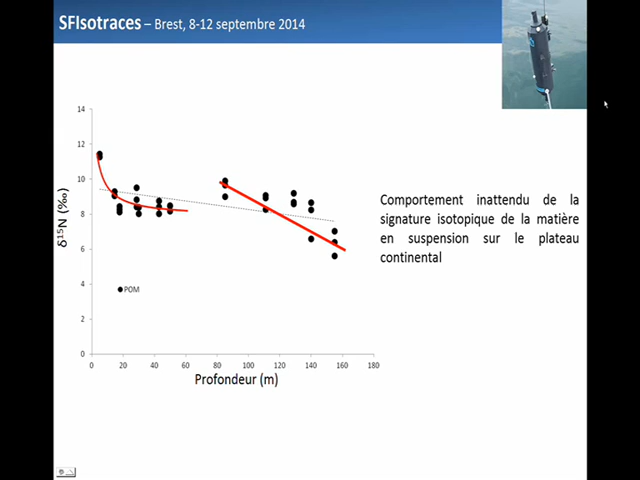 SFIsotraces – Brest, 8-12 septembre 2014
14
12
10
8
6
4
2
0
δ¹⁵N (‰)
POM
0 20 40 60 80 100 120 140 160 180
Profondeur (m)
Comportement inattendu de la
signature isotopique de la matière
en suspension sur le plateau
continental